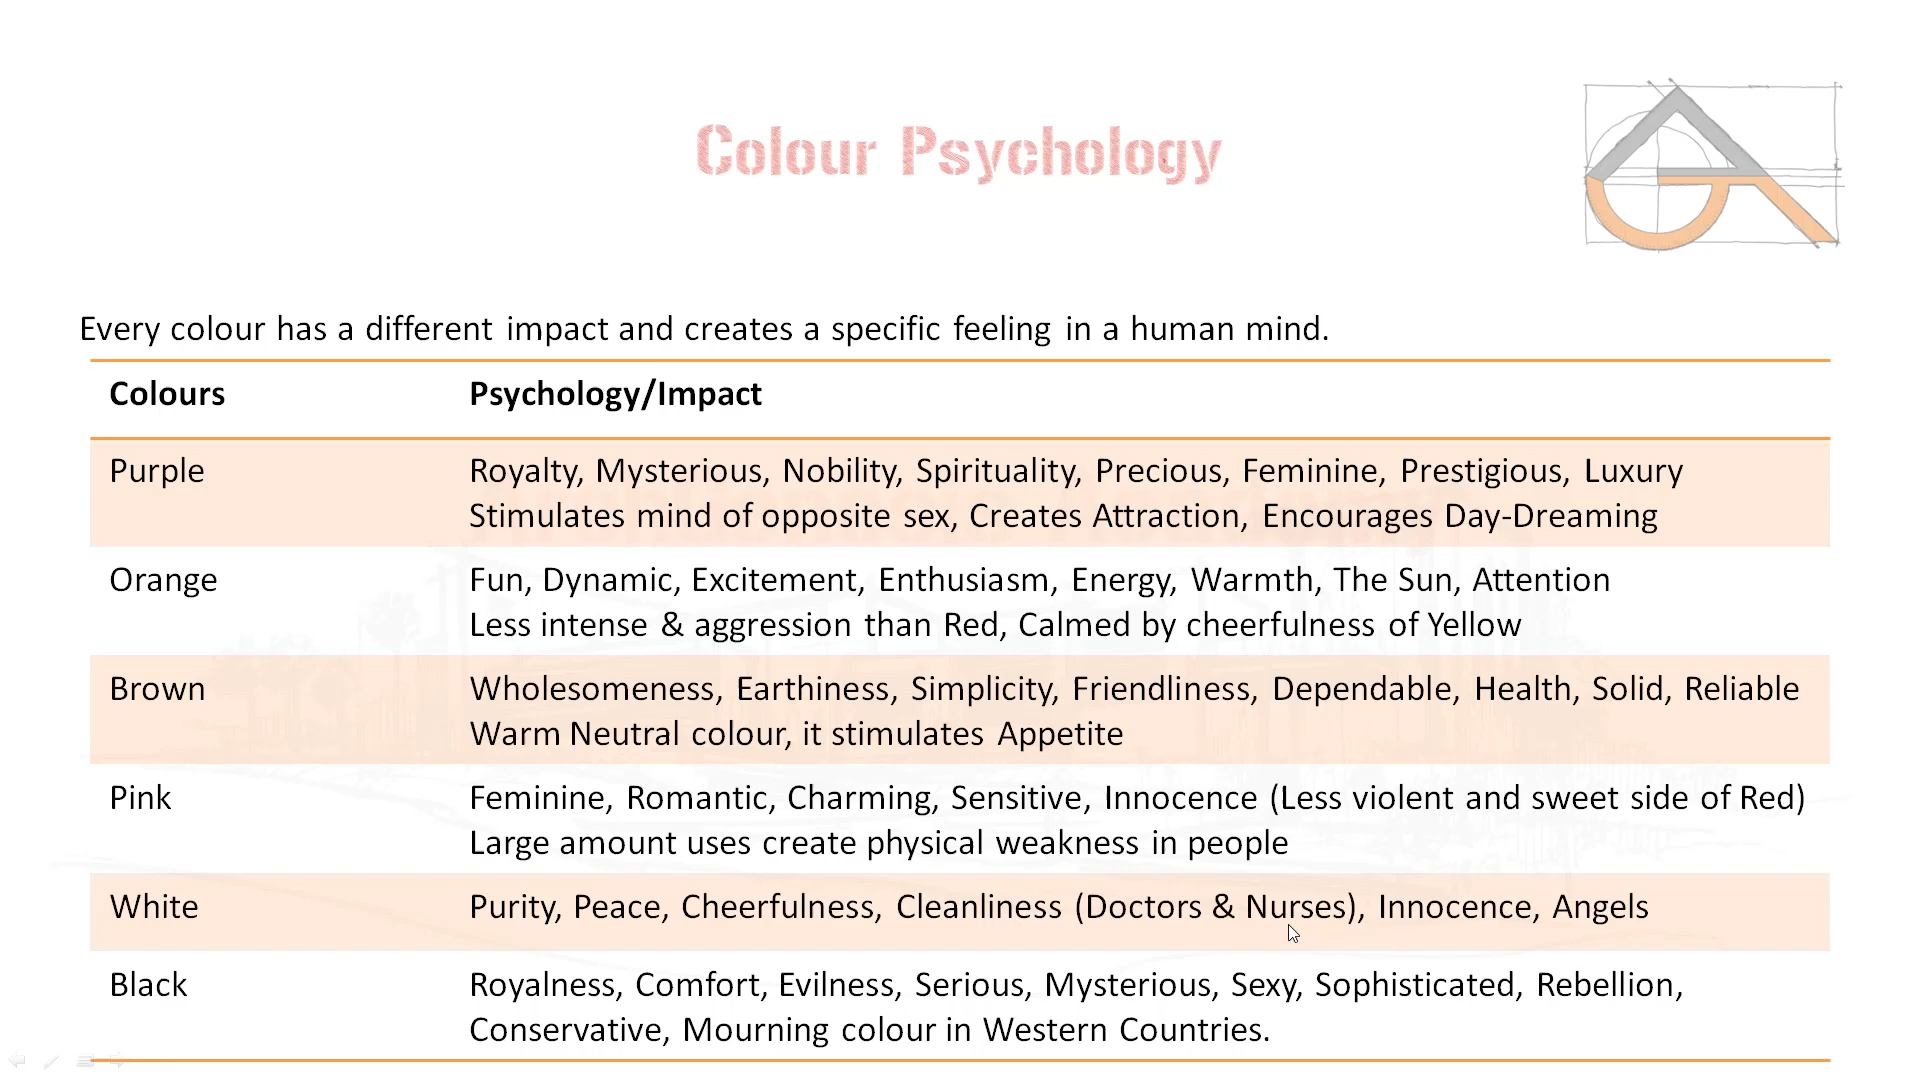 Colour Psychology
Every colour has a different impact and creates a specific feeling in a human mind.
Colours Psychology/Impact
Purple Royalty, Mysterious, Nobility, Spirituality, Precious, Feminine, Prestigious, Luxury
Stimulates mind of opposite sex, Creates Attraction, Encourages Day-Dreaming
Orange Fun, Dynamic, Excitement, Enthusiasm, Energy, Warmth, The Sun, Attention
Less intense & aggression than Red, Calmed by cheerfulness of Yellow
Brown Wholesomeness, Earthiness, Simplicity, Friendliness, Dependable, Health, Solid, Reliable
Warm Neutral colour, it stimulates Appetite
Pink Feminine, Romantic, Charming, Sensitive, Innocence (Less violent and sweet side of Red)
Large amount uses create physical weakness in people
White Purity, Peace, Cheerfulness, Cleanliness (Doctors & Nurses), Innocence, Angels
Black Royalness, Comfort, Evilness, Serious, Mysterious, Sexy, Sophisticated, Rebellion,
Conservative, Mourning colour in Western Countries.